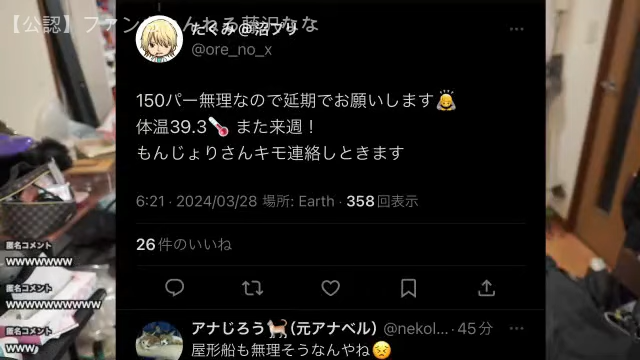 【公認】ファン
たくみ@沼プリ
@ore_no_x
150パー無理なので延期でお願いします🙇
体温39.3🌡️ また来週！
もんじょりさんキモ連絡しときます
6:21 · 2024/03/28 場所: Earth · 358回表示
26件のいいね
匿名コメント
wwwwwww
匿名コメント
wwwwwwwwww
匿名コメント
www
アナじろう🐈(元アナベル) @nekol... · 45分
屋形船も無理そうなんやね😣